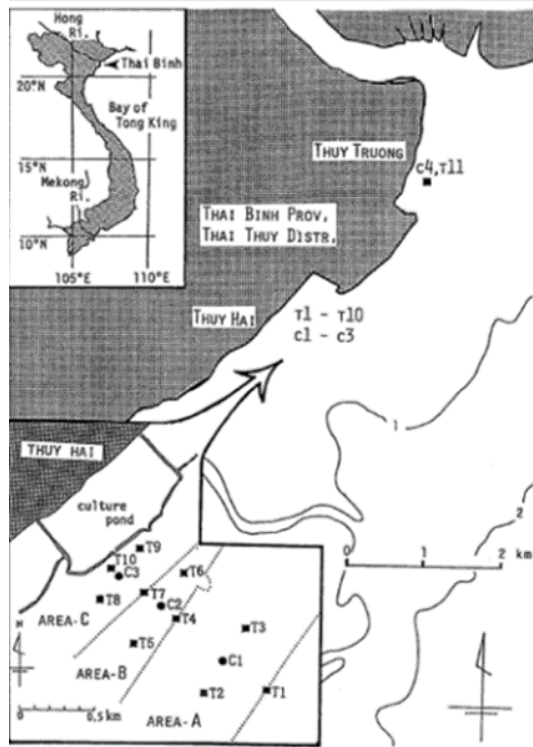 Hong
Ri.
Thai Binh
20°N
Bay of
Tong King
15°N
Mekong
Ri.
10°N
105°E 110°E
THUY TRUONG
C4,T11
THAI BINH PROV.
THAI THUY DISTR.
THUY HAI
T1 - T10
C1 - C3
1
2
0 1 2 km
THUY HAI
culture
pond
T9
T10
C3
T6
T8
T7
C2
T4
T3
AREA-C
T5
C1
AREA-B
T2
T1
N
0 0.5 km
AREA-A